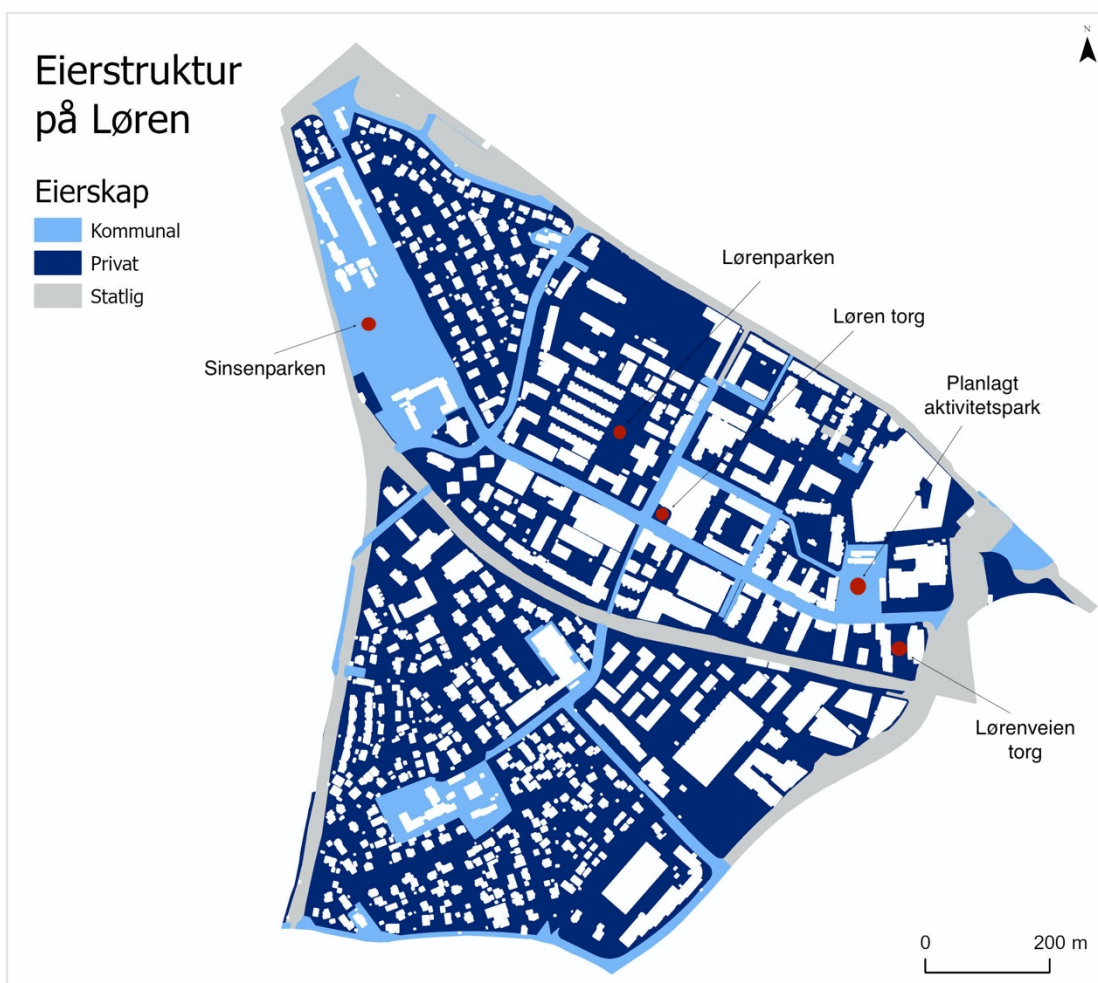 Eierstruktur
på Løren
Eierskap
Kommunal
Privat
Statlig
N
Lørenparken
Løren torg
Planlagt
aktivitetspark
Sinsenparken
Lørenveien
torg
0 200 m